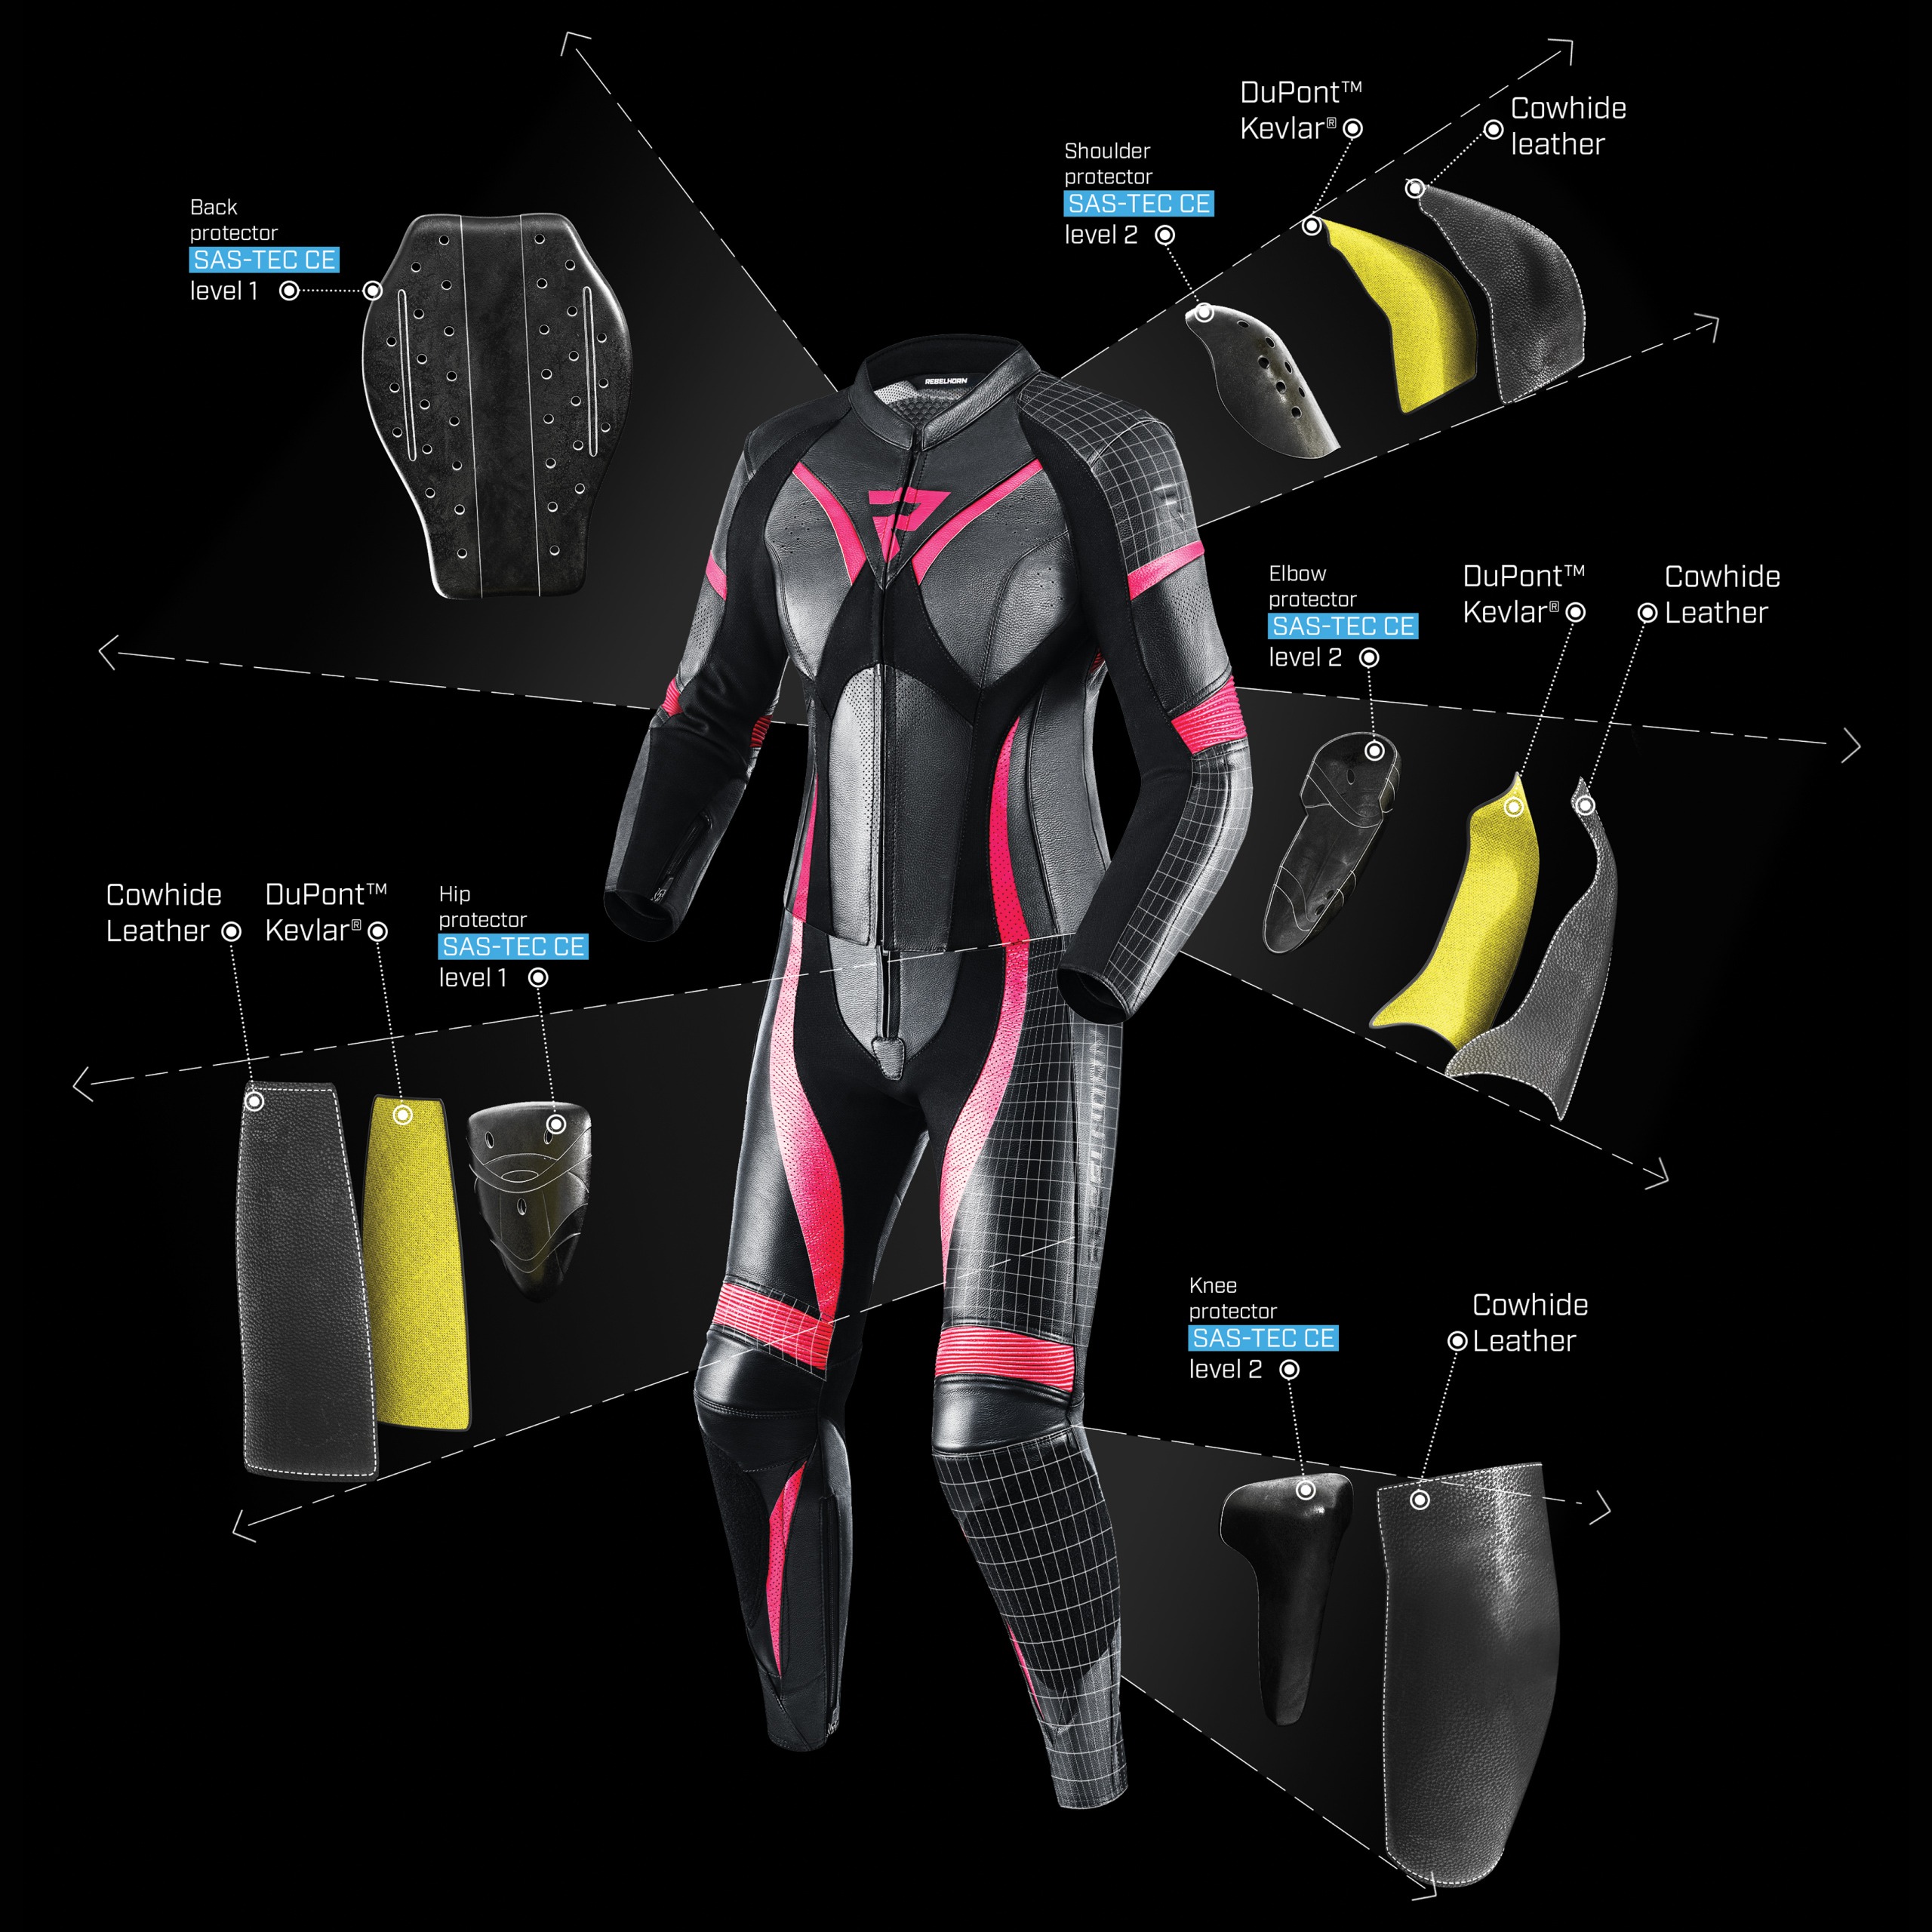 DuPont™
Kevlar®
Cowhide
leather
Shoulder
protector
SAS-TEC CE
level 2
Back
protector
SAS-TEC CE
level 1
REBELHORN
Elbow
protector
SAS-TEC CE
level 2
DuPont™
Kevlar®
Cowhide
Leather
Cowhide
Leather
DuPont™
Kevlar®
Hip
protector
SAS-TEC CE
level 1
REBELHORN
Knee
protector
SAS-TEC CE
level 2
Cowhide
Leather